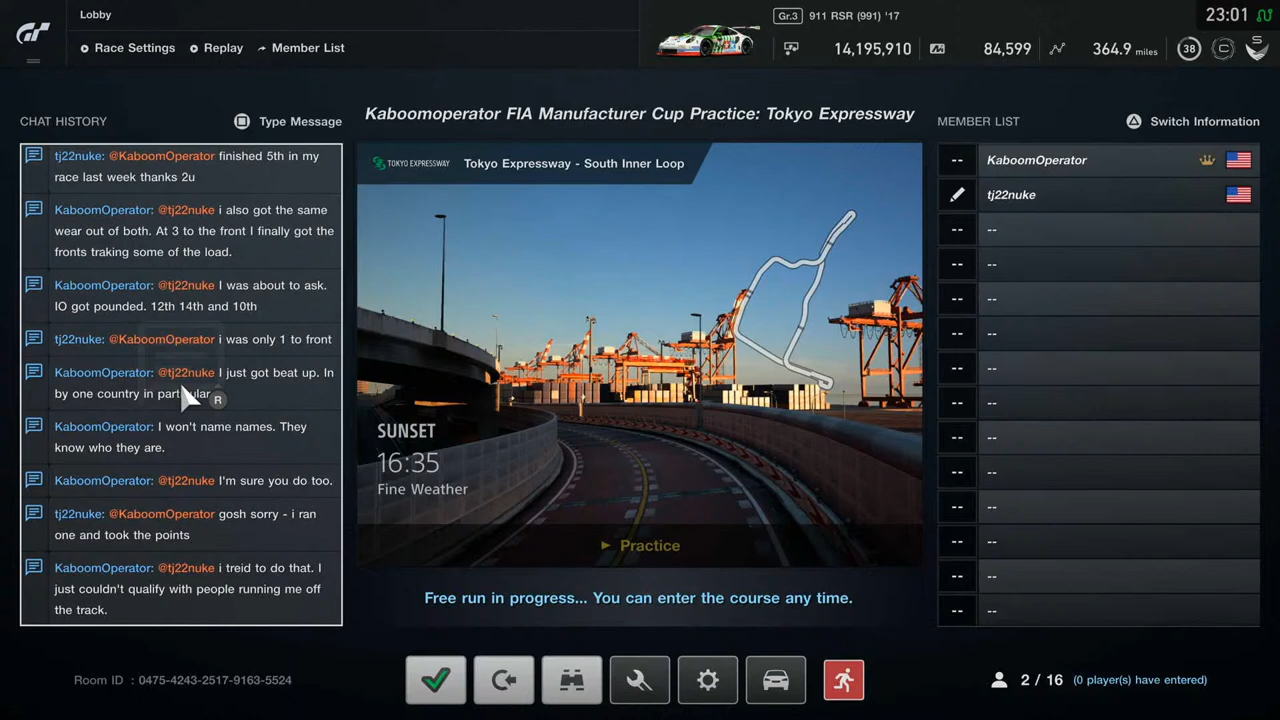 Lobby
Race Settings
Replay
Member List
Gr.3
911 RSR (991) '17
14,195,910
84,599
364.9 miles
38
23:01
CHAT HISTORY
Type Message
tj22nuke: @KaboomOperator finished 5th in my
race last week thanks 2u
KaboomOperator: @tj22nuke i also got the same
wear out of both. At 3 to the front I finally got the
fronts traking some of the load.
KaboomOperator: @tj22nuke I was about to ask.
IO got pounded. 12th 14th and 10th
tj22nuke: @KaboomOperator i was only 1 to front
KaboomOperator: @tj22nuke I just got beat up. In
by one country in particular
R
KaboomOperator: I won't name names. They
know who they are.
KaboomOperator: @tj22nuke I'm sure you do too.
tj22nuke: @KaboomOperator gosh sorry - i ran
one and took the points
KaboomOperator: @tj22nuke i treid to do that. I
just couldn't qualify with people running me off
the track.
Kaboomoperator FIA Manufacturer Cup Practice: Tokyo Expressway
TOKYO EXPRESSWAY
Tokyo Expressway - South Inner Loop
SUNSET
16:35
Fine Weather
Practice
Free run in progress... You can enter the course any time.
MEMBER LIST
Switch Information
-- KaboomOperator
tj22nuke
-- --
-- --
-- --
-- --
-- --
-- --
-- --
-- --
-- --
-- --
-- --
-- --
Room ID : 0475-4243-2517-9163-5524
2 / 16 (0 player(s) have entered)